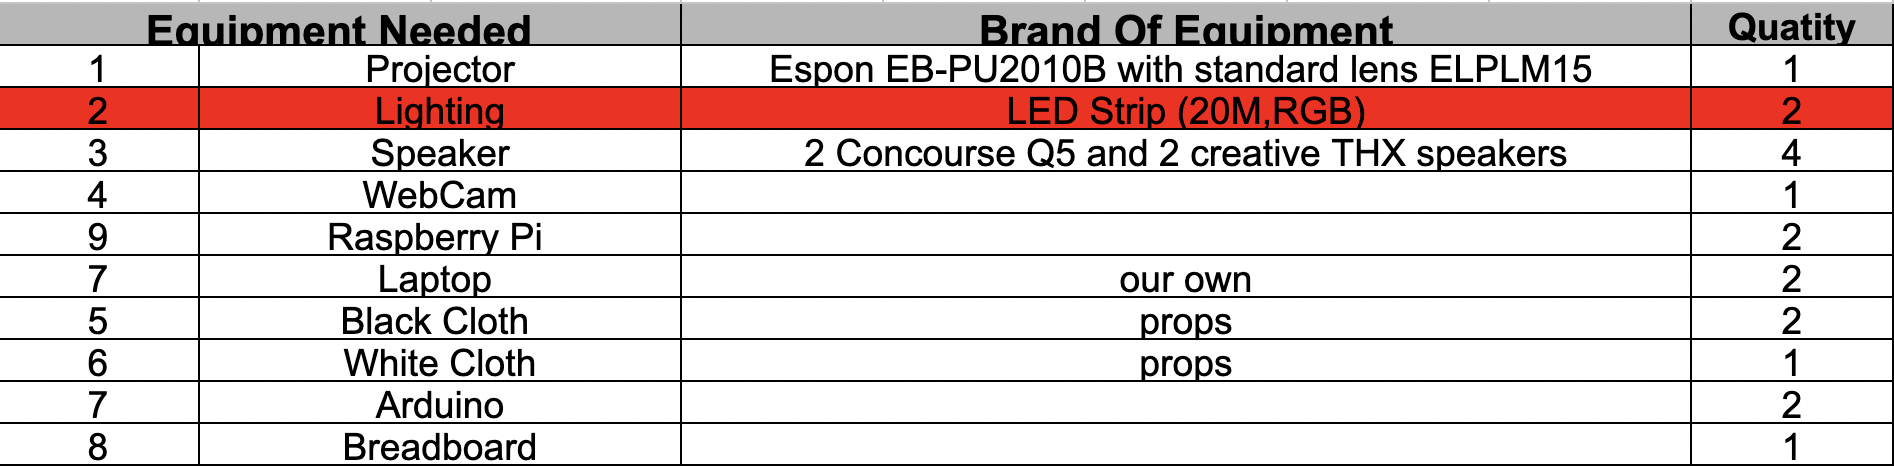 Equipment Needed Brand Of Equipment Quatity
1 Projector Espon EB-PU2010B with standard lens ELPLM15 1
2 Lighting LED Strip (20M,RGB) 2
3 Speaker 2 Concourse Q5 and 2 creative THX speakers 4
4 WebCam 1
9 Raspberry Pi 2
7 Laptop our own 2
5 Black Cloth props 2
6 White Cloth props 1
7 Arduino 2
8 Breadboard 1